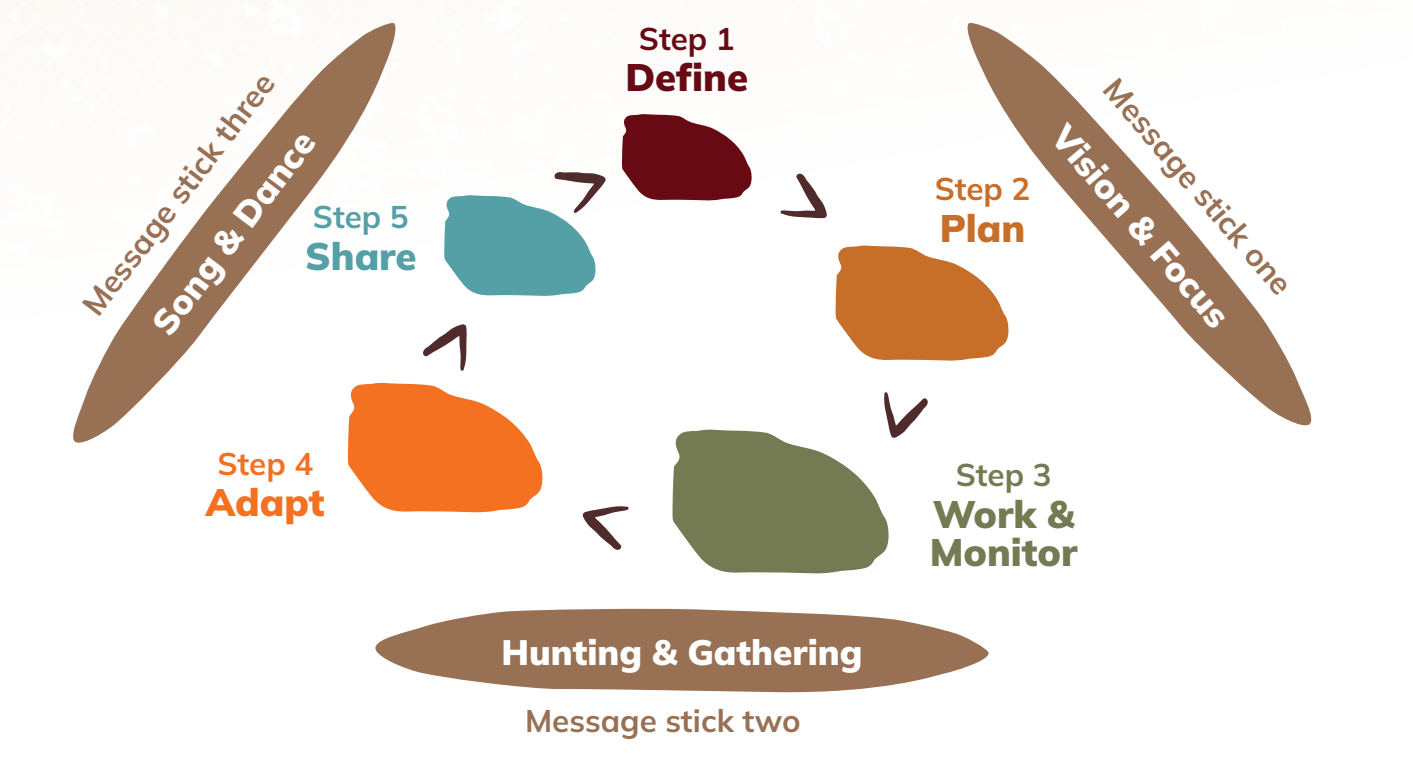 Step 1
Define
Step 2
Plan
Step 3
Work &
Monitor
Step 4
Adapt
Step 5
Share
Message stick one
Vision & Focus
Hunting & Gathering
Message stick two
Message stick three
Song & Dance